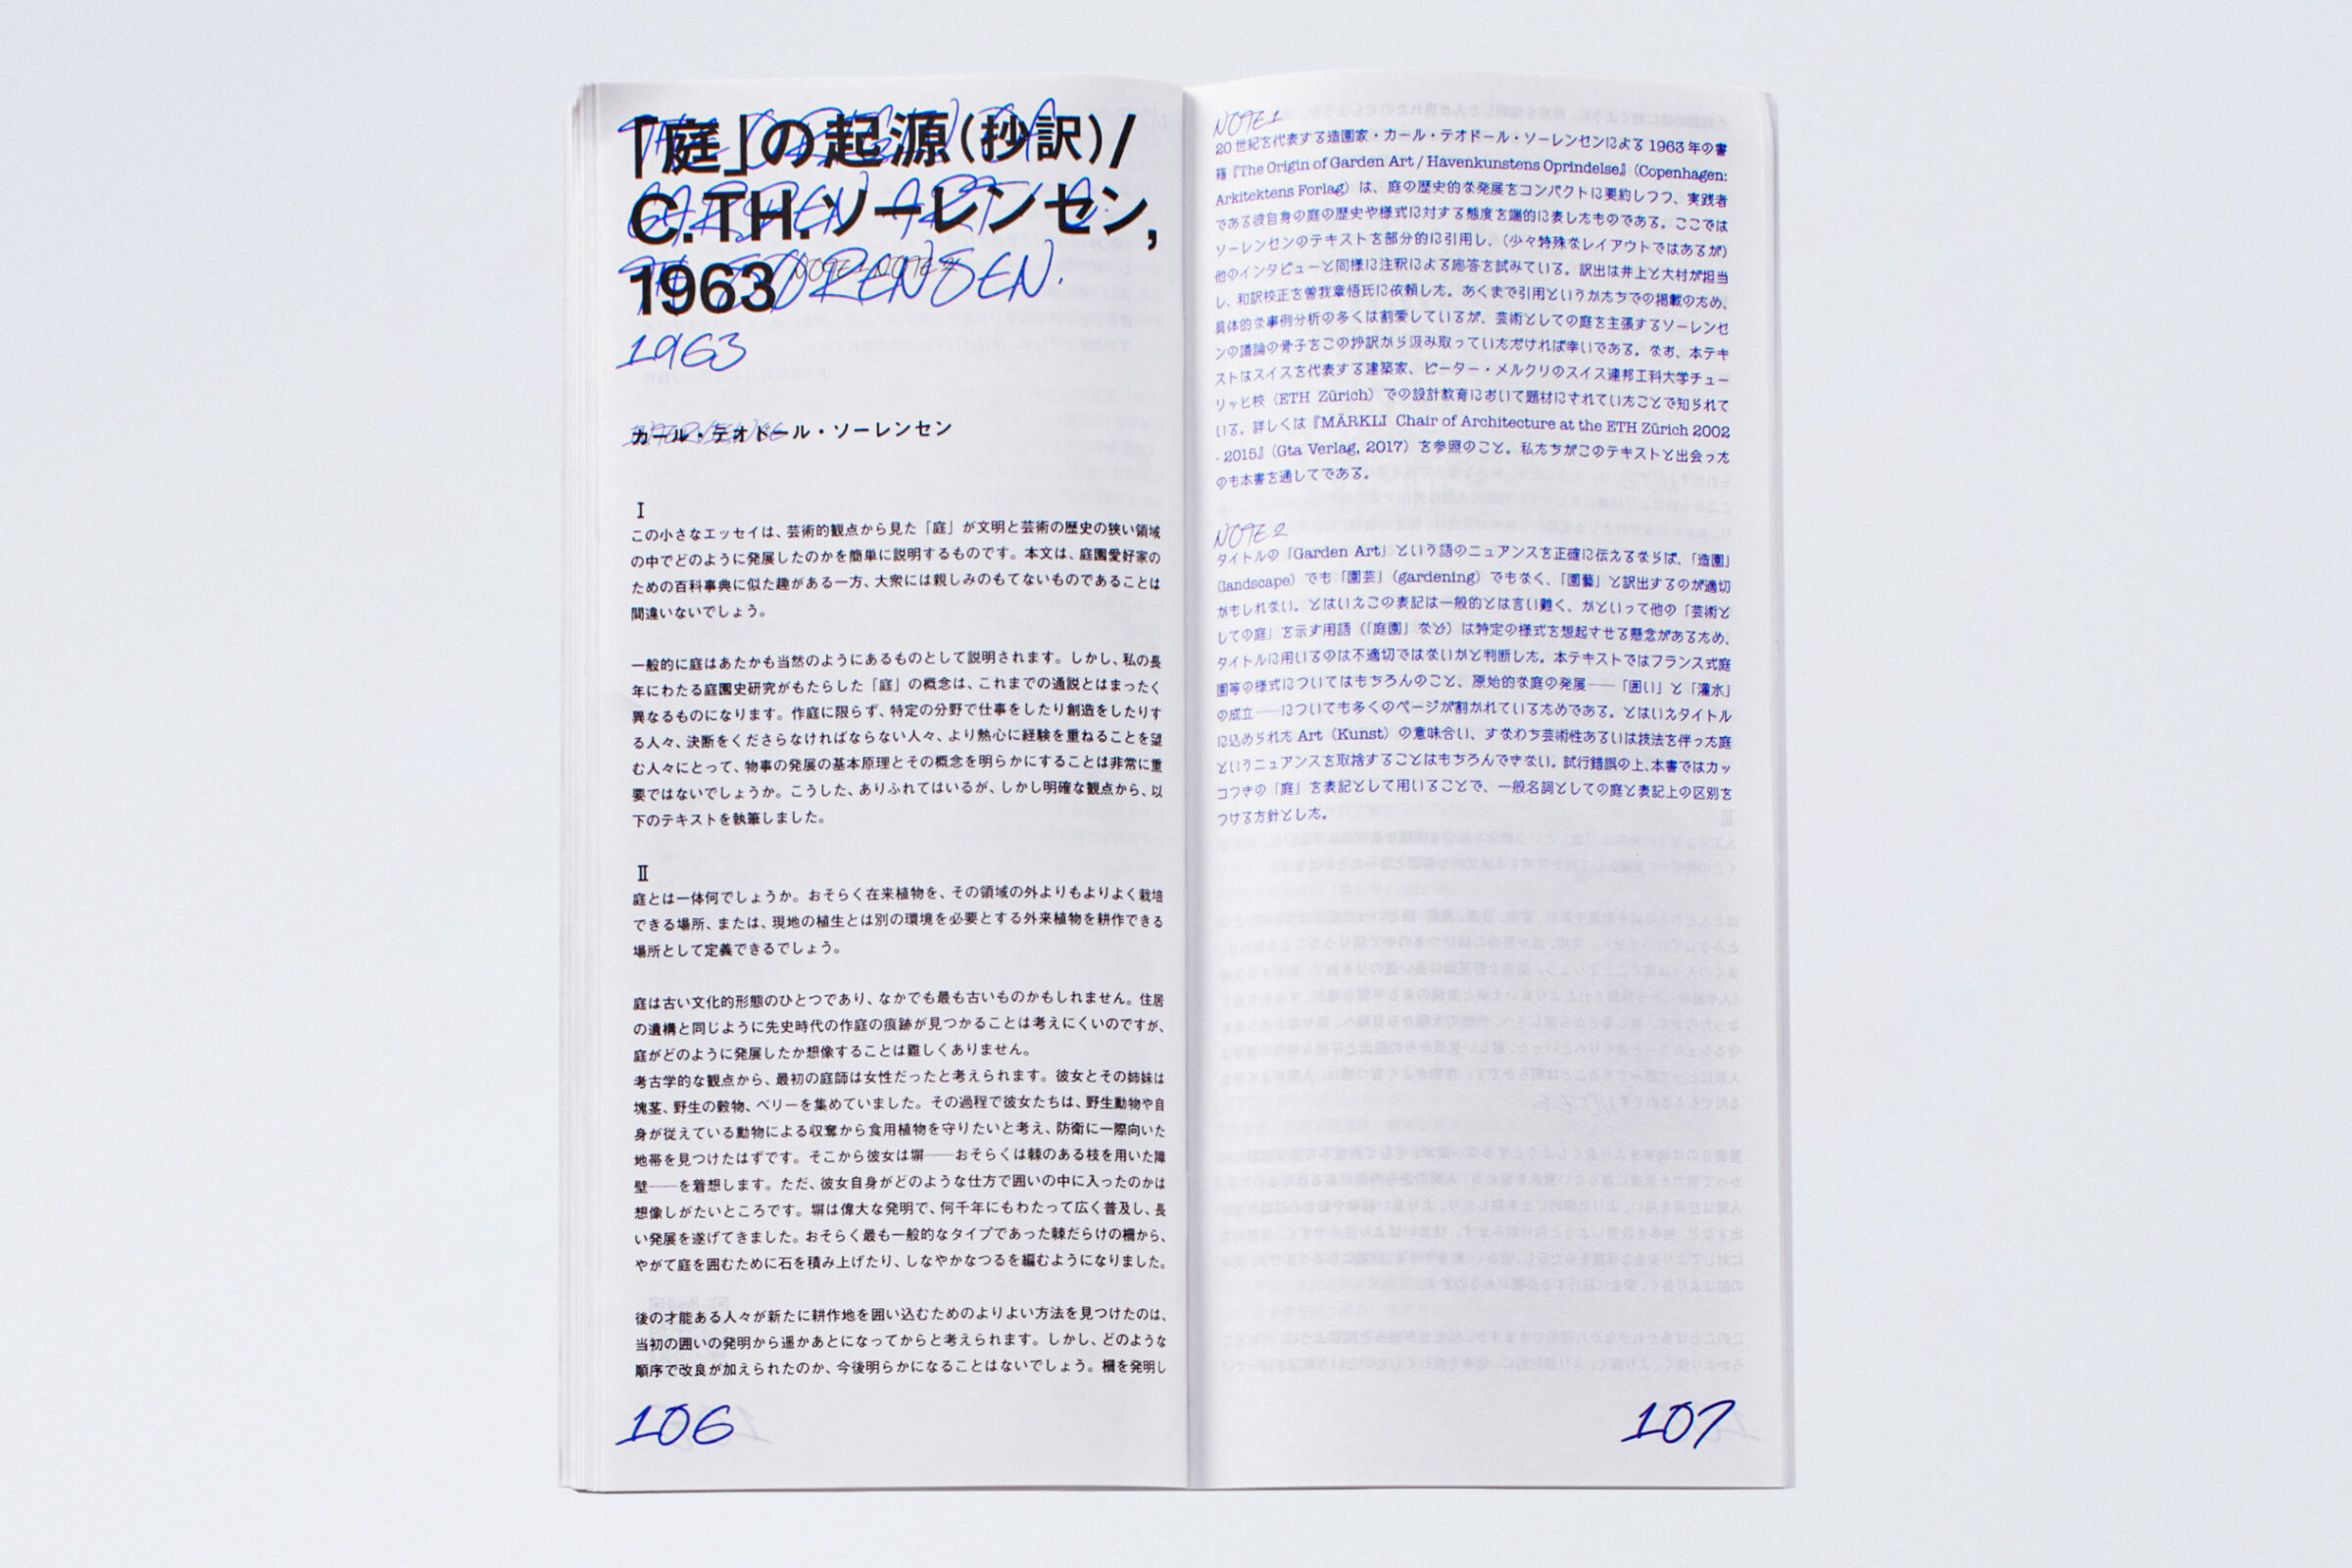 「庭」の起源(抄訳)/
C.TH.ソーレンセン,
1963
1963
カール・テオドール・ソーレンセン
I
この小さなエッセイは、芸術的観点から見た「庭」が文明と芸術の歴史の狭い領域
の中でどのように発展したのかを簡単に説明するものです。本文は、庭園愛好家の
ための百科事典に似た趣がある一方、大衆には親しみのもてないものであることは
間違いないでしょう。
一般的に庭はあたかも当然のようにあるものとして説明されます。しかし、私の長
年にわたる庭園史研究がもたらした「庭」の概念は、これまでの通説とはまったく
異なるものになります。作庭に限らず、特定の分野で仕事をしたり創造をしたりす
る人々、決断をくださらなければならない人々、より熱心に経験を重ねることを望
む人々にとって、物事の発展の基本原理とその概念を明らかにすることは非常に重
要ではないでしょうか。こうした、ありふれてはいるが、しかし明確な観点から、以
下のテキストを執筆しました。
II
庭とは一体何でしょうか。おそらく在来植物を、その領域の外よりもよりよく栽培
できる場所、または、現地の植生とは別の環境を必要とする外来植物を耕作できる
場所として定義できるでしょう。
庭は古い文化的形態のひとつであり、なかでも最も古いものかもしれません。住居
の遺構と同じように先史時代の作庭の痕跡が見つかることは考えにくいのですが、
庭がどのように発展したか想像することは難しくありません。
考古学的な観点から、最初の庭師は女性だったと考えられます。彼女とその姉妹は
塊茎、野生の穀物、ベリーを集めていました。その過程で彼女たちは、野生動物や自
身が従えている動物による収奪から食用植物を守りたいと考え、防衛に一際向いた
地帯を見つけたはずです。そこから彼女は塀——おそらくは棘のある枝を用いた障
壁——を着想します。ただ、彼女自身がどのような仕方で囲いの中に入ったのかは
想像しがたいところです。塀は偉大な発明で、何千年にもわたって広く普及し、長
い発展を遂げてきました。おそらく最も一般的なタイプであった棘だらけの柵から、
やがて庭を囲むために石を積み上げたり、しなやかなつるを編むようになりました。
後の才能ある人々が新たに耕作地を囲い込むためのよりよい方法を見つけたのは、
当初の囲いの発明から遥かあとになってからと考えられます。しかし、どのような
順序で改良が加えられたのか、今後明らかになることはないでしょう。柵を発明し
106
NOTE 1
20世紀を代表する造園家・カール・テオドール・ソーレンセンによる1963年の書
籍『The Origin of Garden Art / Havenkunstens Oprindelse』(Copenhagen:
Arkitektens Forlag)は、庭の歴史的な発展をコンパクトに要約しつつ、実践者
である彼自身の庭の歴史や様式に対する態度を端的に表したものである。ここでは
ソーレンセンのテキストを部分的に引用し、(少々特殊なレイアウトではあるが)
他のインタビューと同様に注釈による応答を試みている。訳出は井上と大村が担当
し、和訳校正を曽我章悟氏に依頼した。あくまで引用というかたちでの掲載のため、
具体的な事例分析の多くは割愛しているが、芸術としての庭を主張するソーレンセ
ンの議論の骨子をこの抄訳から汲み取っていただければ幸いである。なお、本テキ
ストはスイスを代表する建築家、ピーター・メルクリのスイス連邦工科大学チュー
リッヒ校(ETH Zürich)での設計教育において題材にされていたことで知られて
いる。詳しくは『MÄRKLI Chair of Architecture at the ETH Zürich 2002
- 2015』(Gta Verlag, 2017)を参照のこと。私たちがこのテキストと出会った
のも本書を通してである。
NOTE 2
タイトルの「Garden Art」という語のニュアンスを正確に伝えるならば、「造園」
(landscape)でも「園芸」(gardening)でもなく、「園藝」と訳出するのが適切
かもしれない。とはいえこの表記は一般的とは言い難く、かといって他の「芸術と
しての庭」を示す用語(「庭園」など)は特定の様式を想起させる懸念があるため、
タイトルに用いるのは不適切ではないかと判断した。本テキストではフランス式庭
園等の様式についてはもちろんのこと、原始的な庭の発展——「囲い」と「灌水」
の成立——についても多くのページが割かれているためである。とはいえタイトル
に込められたArt(Kunst)の意味合い、すなわち芸術性あるいは技法を伴った庭
というニュアンスを取捨することはもちろんできない。試行錯誤の上、本書ではカッ
コつきの「庭」を表記として用いることで、一般名詞としての庭と表記上の区別を
つける方針とした。
107